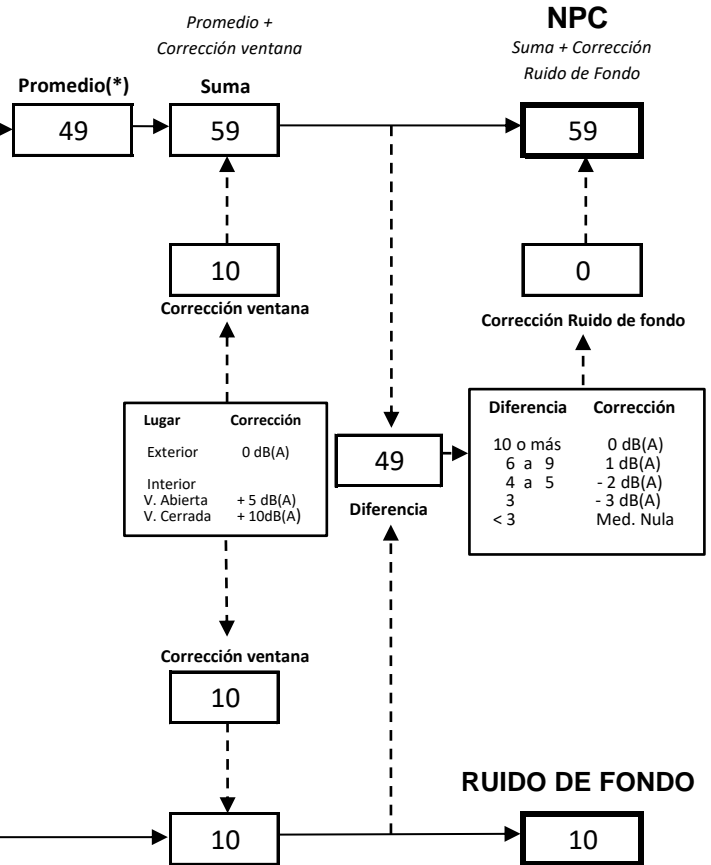 Promedio +
Corrección ventana
NPC
Suma + Corrección
Ruido de Fondo
Promedio(*)
Suma
49
59
59
10
0
Corrección ventana
Corrección Ruido de fondo
Lugar Corrección
Exterior 0 dB(A)
Interior
V. Abierta + 5 dB(A)
V. Cerrada + 10dB(A)
49
Diferencia
Diferencia Corrección
10 o más 0 dB(A)
6 a 9 1 dB(A)
4 a 5 - 2 dB(A)
3 - 3 dB(A)
< 3 Med. Nula
Corrección ventana
10
RUIDO DE FONDO
10
10